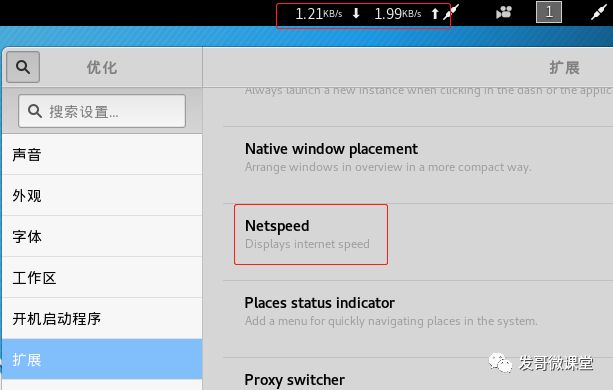 1.21KB/s ⬇ 1.99KB/s ⬆
1
优化
扩展
搜索设置...
Always launch a new instance when clicking in the dash or the applic
声音
Native window placement
Arrange windows in overview in a more compact way.
外观
字体
Netspeed
Displays internet speed
工作区
开机启动程序
Places status indicator
Add a menu for quickly navigating places in the system.
扩展
Proxy switcher
发哥微课堂